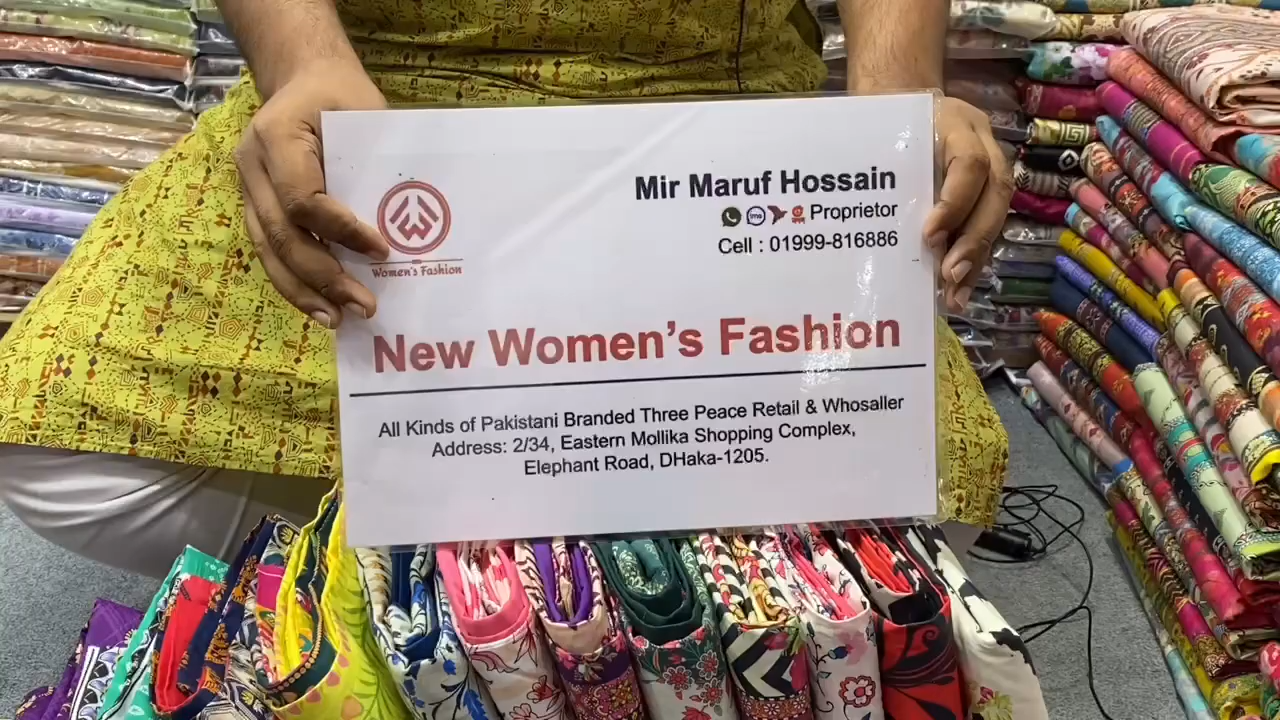 Mir Maruf Hossain
Proprietor
Cell : 01999-816886
Women's Fashion
New Women's Fashion
All Kinds of Pakistani Branded Three Peace Retail & Whosaller
Address: 2/34, Eastern Mollika Shopping Complex,
Elephant Road, DHaka-1205.